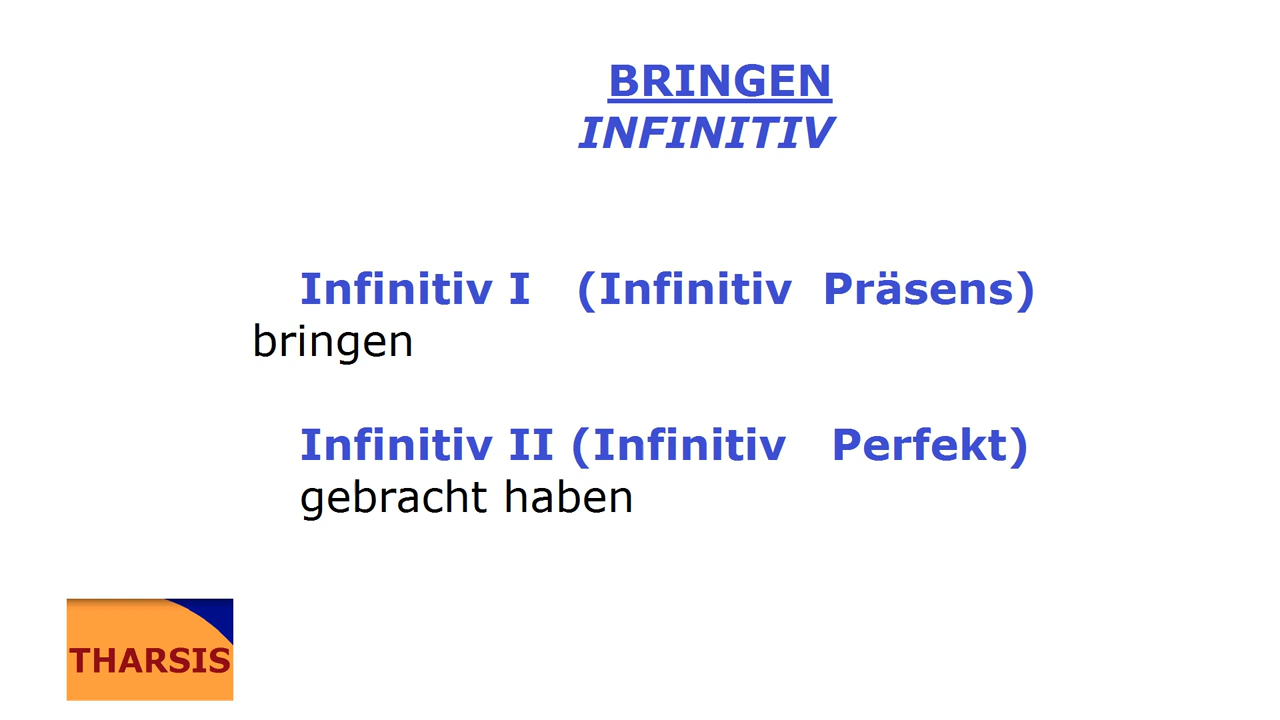 BRINGEN
INFINITIV
Infinitiv I (Infinitiv Präsens)
bringen
Infinitiv II (Infinitiv Perfekt)
gebracht haben
THARSIS